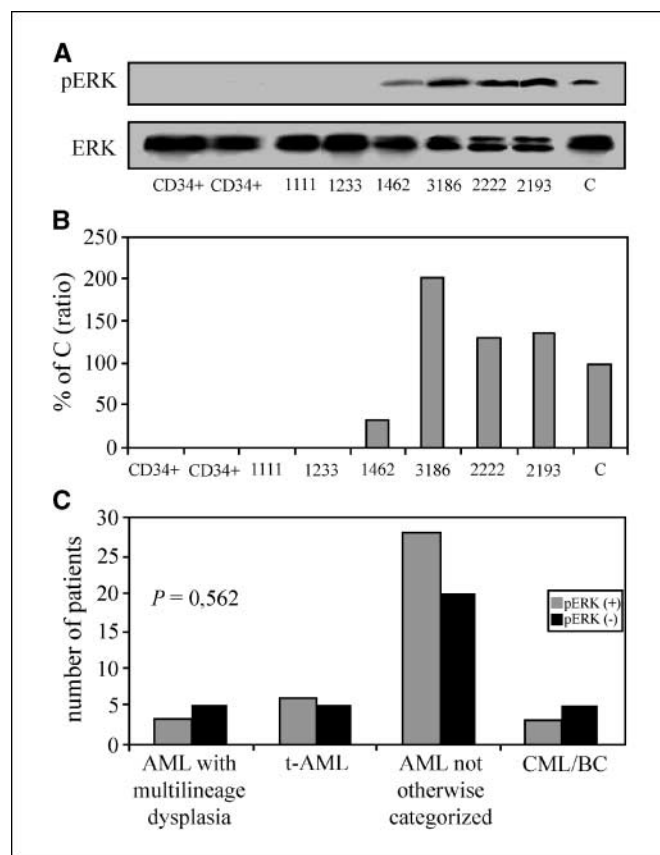 A
pERK
ERK
CD34+ CD34+ 1111 1233 1462 3186 2222 2193 C
B
% of C (ratio)
250
200
150
100
50
0
CD34+ CD34+ 1111 1233 1462 3186 2222 2193 C
C
number of patients
30
25
20
15
10
5
0
P = 0,562
pERK (+)
pERK (-)
AML with multilineage dysplasia
t-AML
AML not otherwise categorized
CML/BC